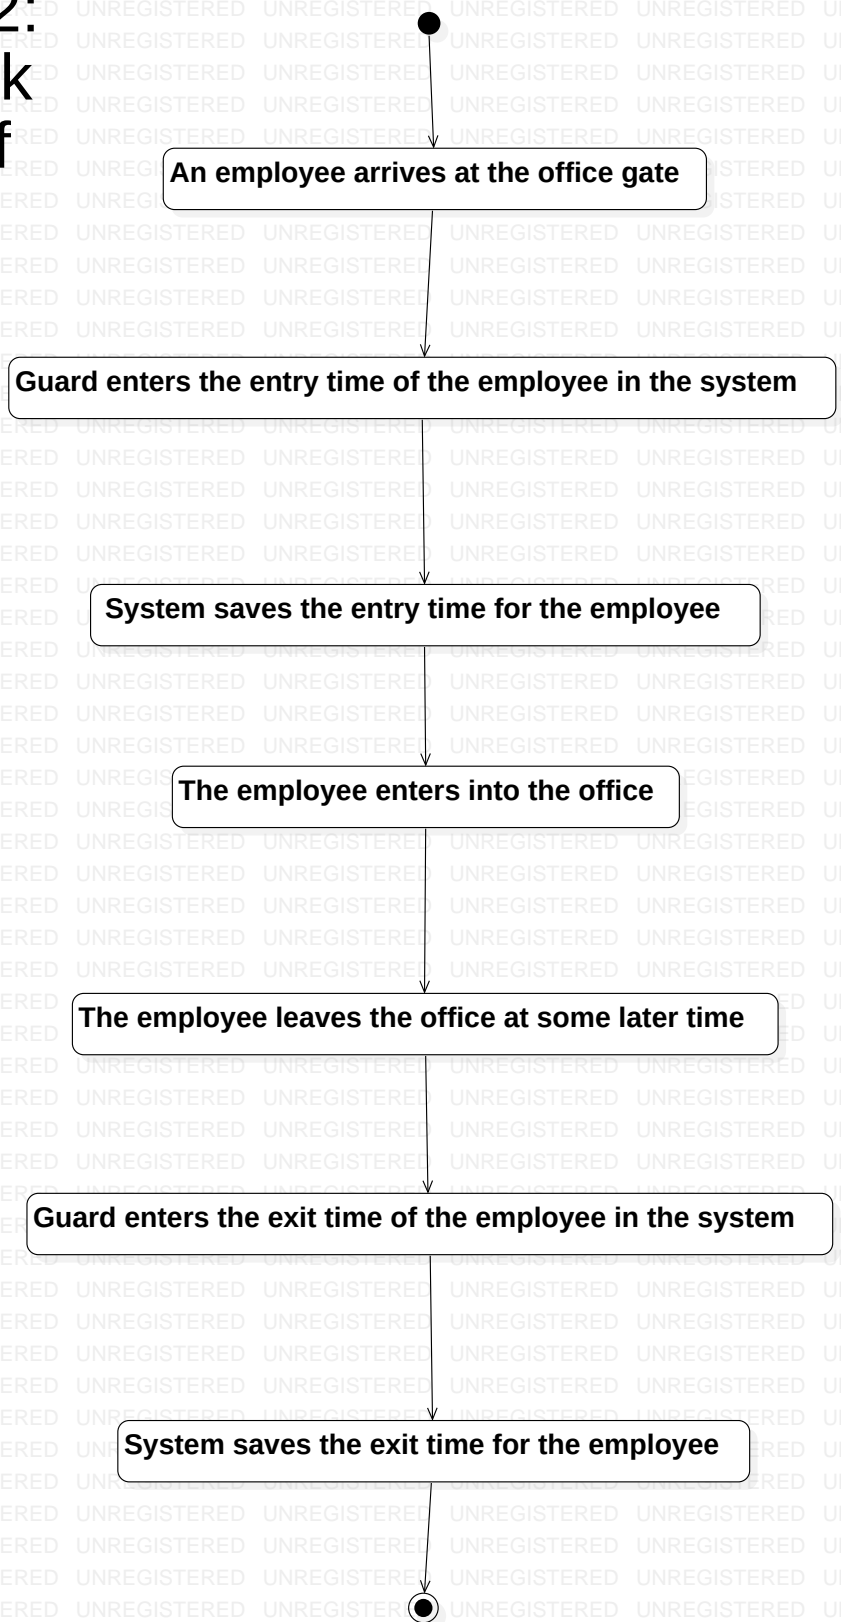 2:
k
f
An employee arrives at the office gate
Guard enters the entry time of the employee in the system
System saves the entry time for the employee
The employee enters into the office
The employee leaves the office at some later time
Guard enters the exit time of the employee in the system
System saves the exit time for the employee
UNREGISTERED